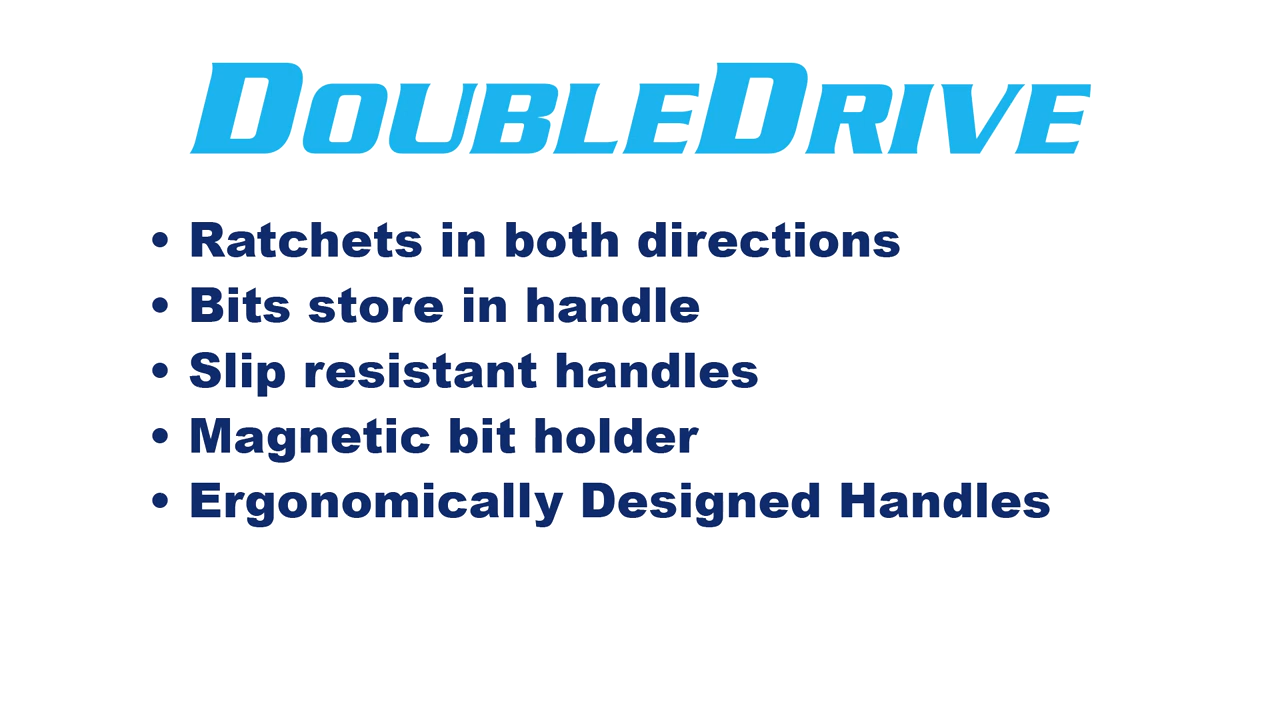 DOUBLEDRIVE
• Ratchets in both directions
• Bits store in handle
• Slip resistant handles
• Magnetic bit holder
• Ergonomically Designed Handles